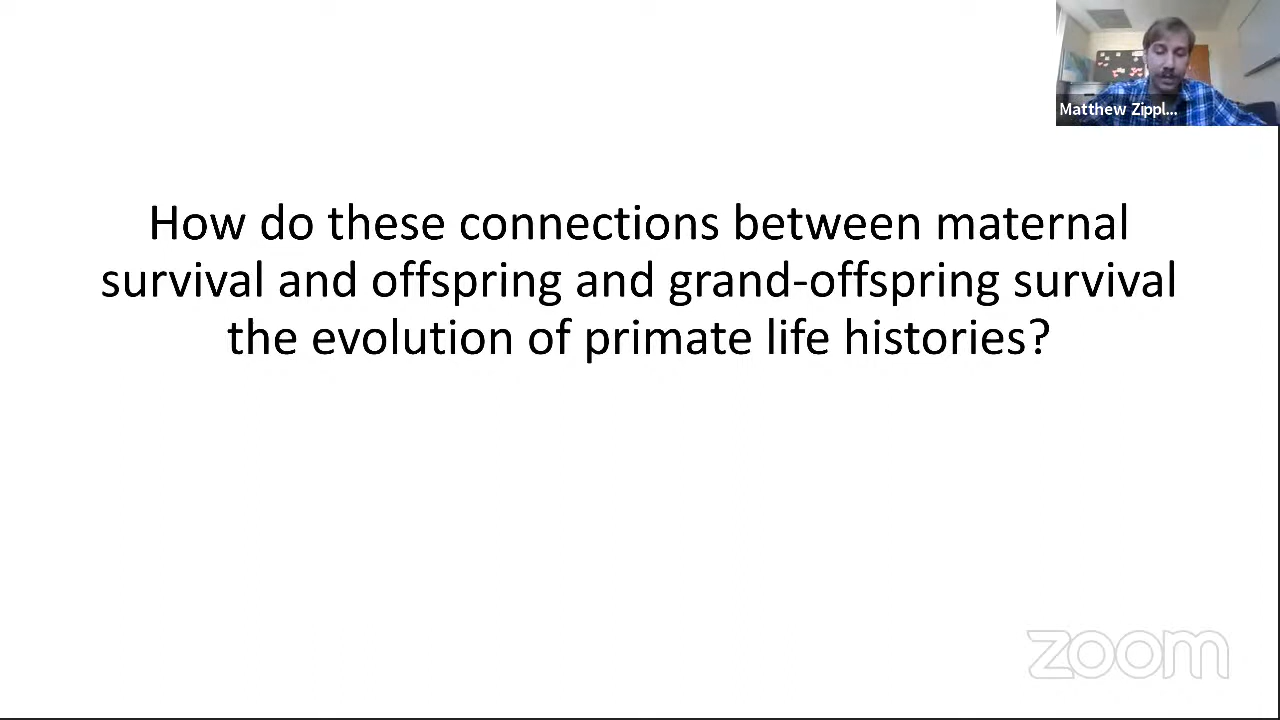 Matthew Zippl...
How do these connections between maternal
survival and offspring and grand-offspring survival
the evolution of primate life histories?
zoom